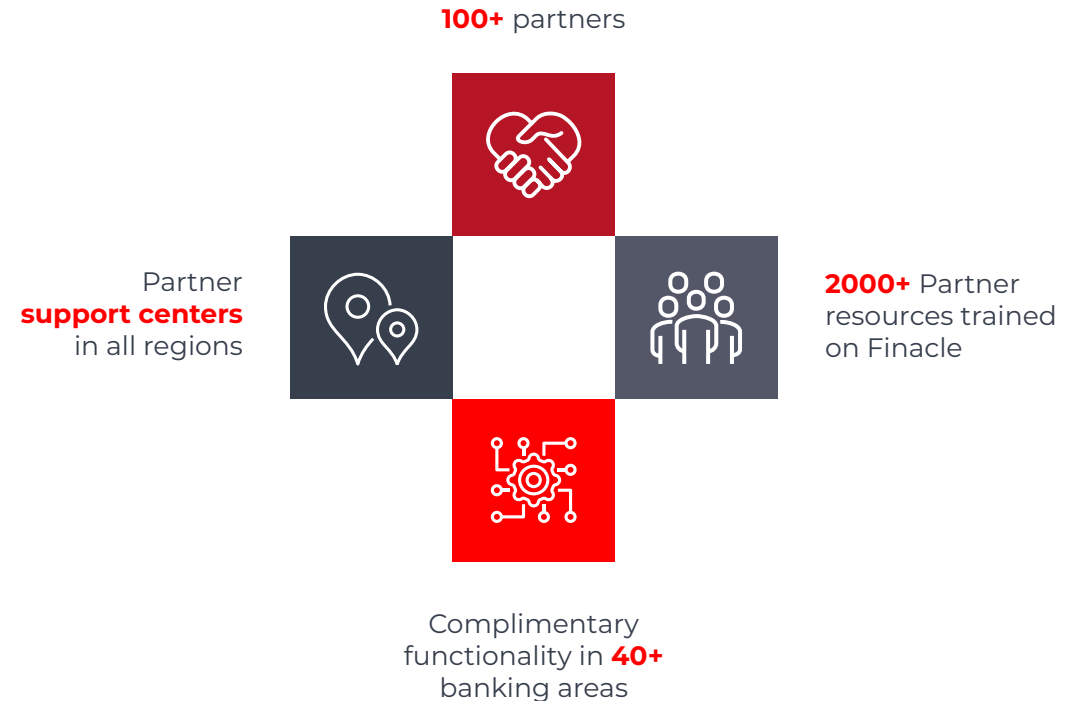 100+ partners
Partner
support centers
in all regions
2000+ Partner
resources trained
on Finacle
Complimentary
functionality in 40+
banking areas